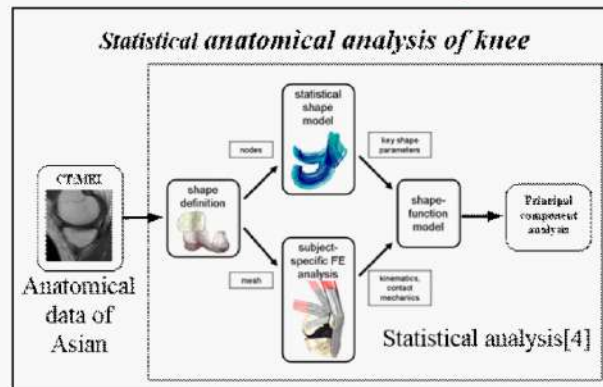 Statistical anatomical analysis of knee
statistical
shape
model
nodes
key shape
parameters
CT/MRI
shape
definition
shape-
function
model
Principal
component
analysis
subject-
specific FE
analysis
mesh
kinematics,
contact
mechanics
Anatomical
data of
Asian
Statistical analysis[4]